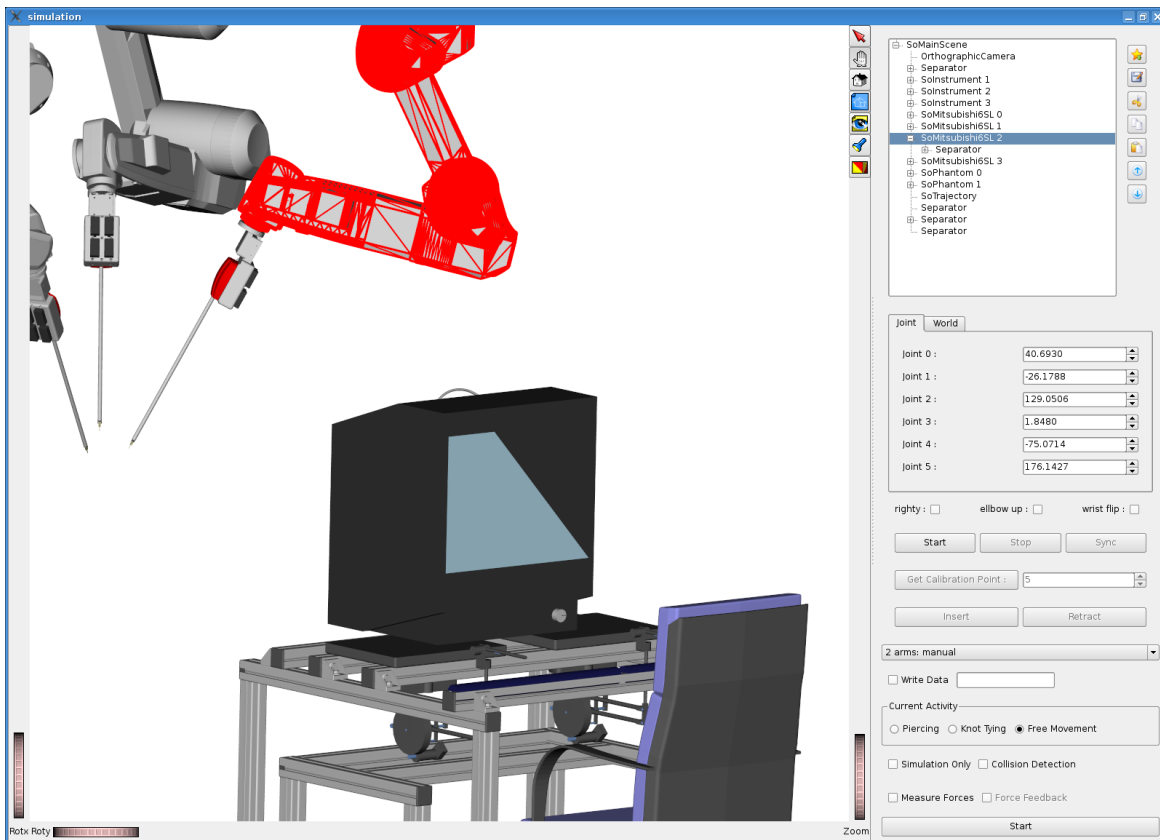 simulation
SoMainScene
OrthographicCamera
Separator
SoInstrument 1
SoInstrument 2
SoInstrument 3
SoMitsubishi6SL 0
SoMitsubishi6SL 1
SoMitsubishi6SL 2
Separator
SoMitsubishi6SL 3
SoPhantom 0
SoPhantom 1
SoTrajectory
Separator
Separator
Separator
Joint World
Joint 0 : 40.6930
Joint 1 : -26.1788
Joint 2 : 129.0506
Joint 3 : 1.8480
Joint 4 : -75.0714
Joint 5 : 176.1427
righty : ellbow up : wrist flip :
Start Stop Sync
Get Calibration Point : 5
Insert Retract
2 arms: manual
Write Data
Current Activity
Piercing Knot Tying Free Movement
Simulation Only Collision Detection
Measure Forces Force Feedback
Start
Rotx Roty Zoom